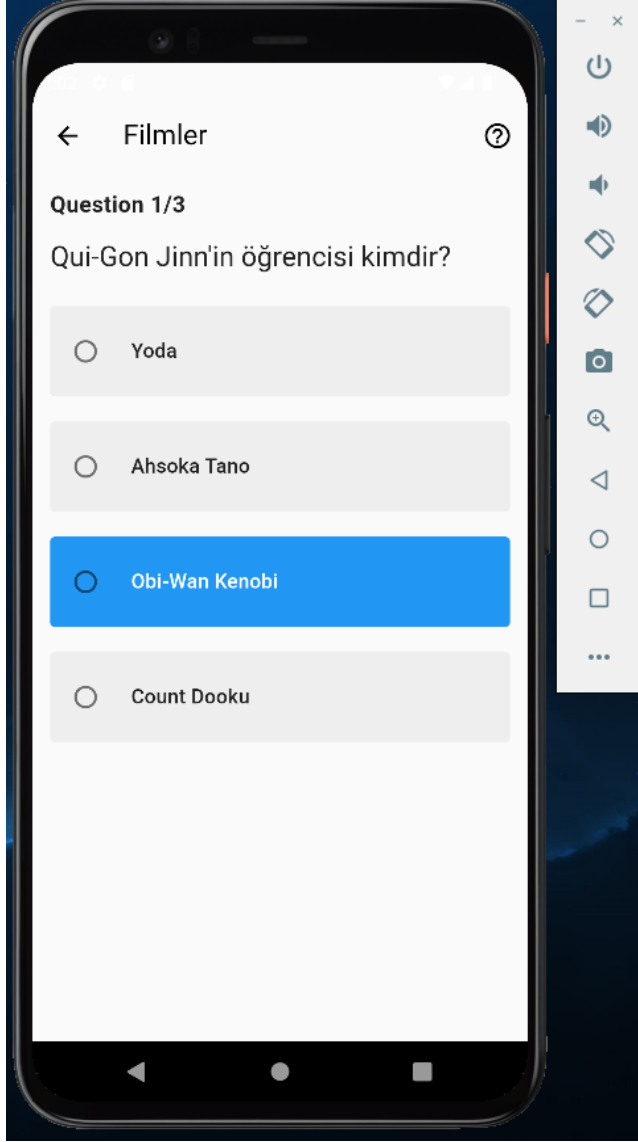 Filmler
Question 1/3
Qui-Gon Jinn'in öğrencisi kimdir?
Yoda
Ahsoka Tano
Obi-Wan Kenobi
Count Dooku